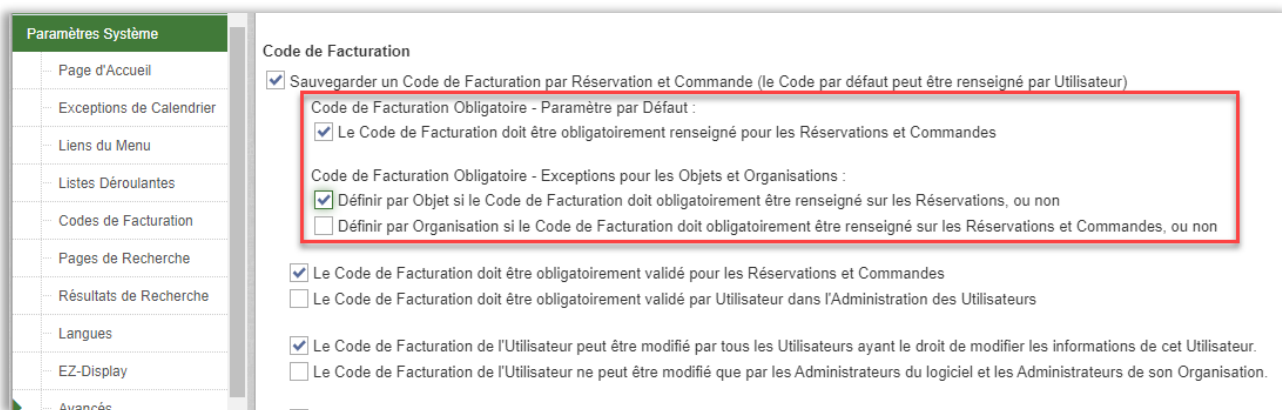 Paramètres Système
Page d'Accueil
Exceptions de Calendrier
Liens du Menu
Listes Déroulantes
Codes de Facturation
Pages de Recherche
Résultats de Recherche
Langues
EZ-Display
Avancés
Code de Facturation
Sauvegarder un Code de Facturation par Réservation et Commande (le Code par défaut peut être renseigné par Utilisateur)
Code de Facturation Obligatoire - Paramètre par Défaut :
Le Code de Facturation doit être obligatoirement renseigné pour les Réservations et Commandes
Code de Facturation Obligatoire - Exceptions pour les Objets et Organisations :
Définir par Objet si le Code de Facturation doit obligatoirement être renseigné sur les Réservations, ou non
Définir par Organisation si le Code de Facturation doit obligatoirement être renseigné sur les Réservations et Commandes, ou non
Le Code de Facturation doit être obligatoirement validé pour les Réservations et Commandes
Le Code de Facturation doit être obligatoirement validé par Utilisateur dans l'Administration des Utilisateurs
Le Code de Facturation de l'Utilisateur peut être modifié par tous les Utilisateurs ayant le droit de modifier les informations de cet Utilisateur.
Le Code de Facturation de l'Utilisateur ne peut être modifié que par les Administrateurs du logiciel et les Administrateurs de son Organisation.